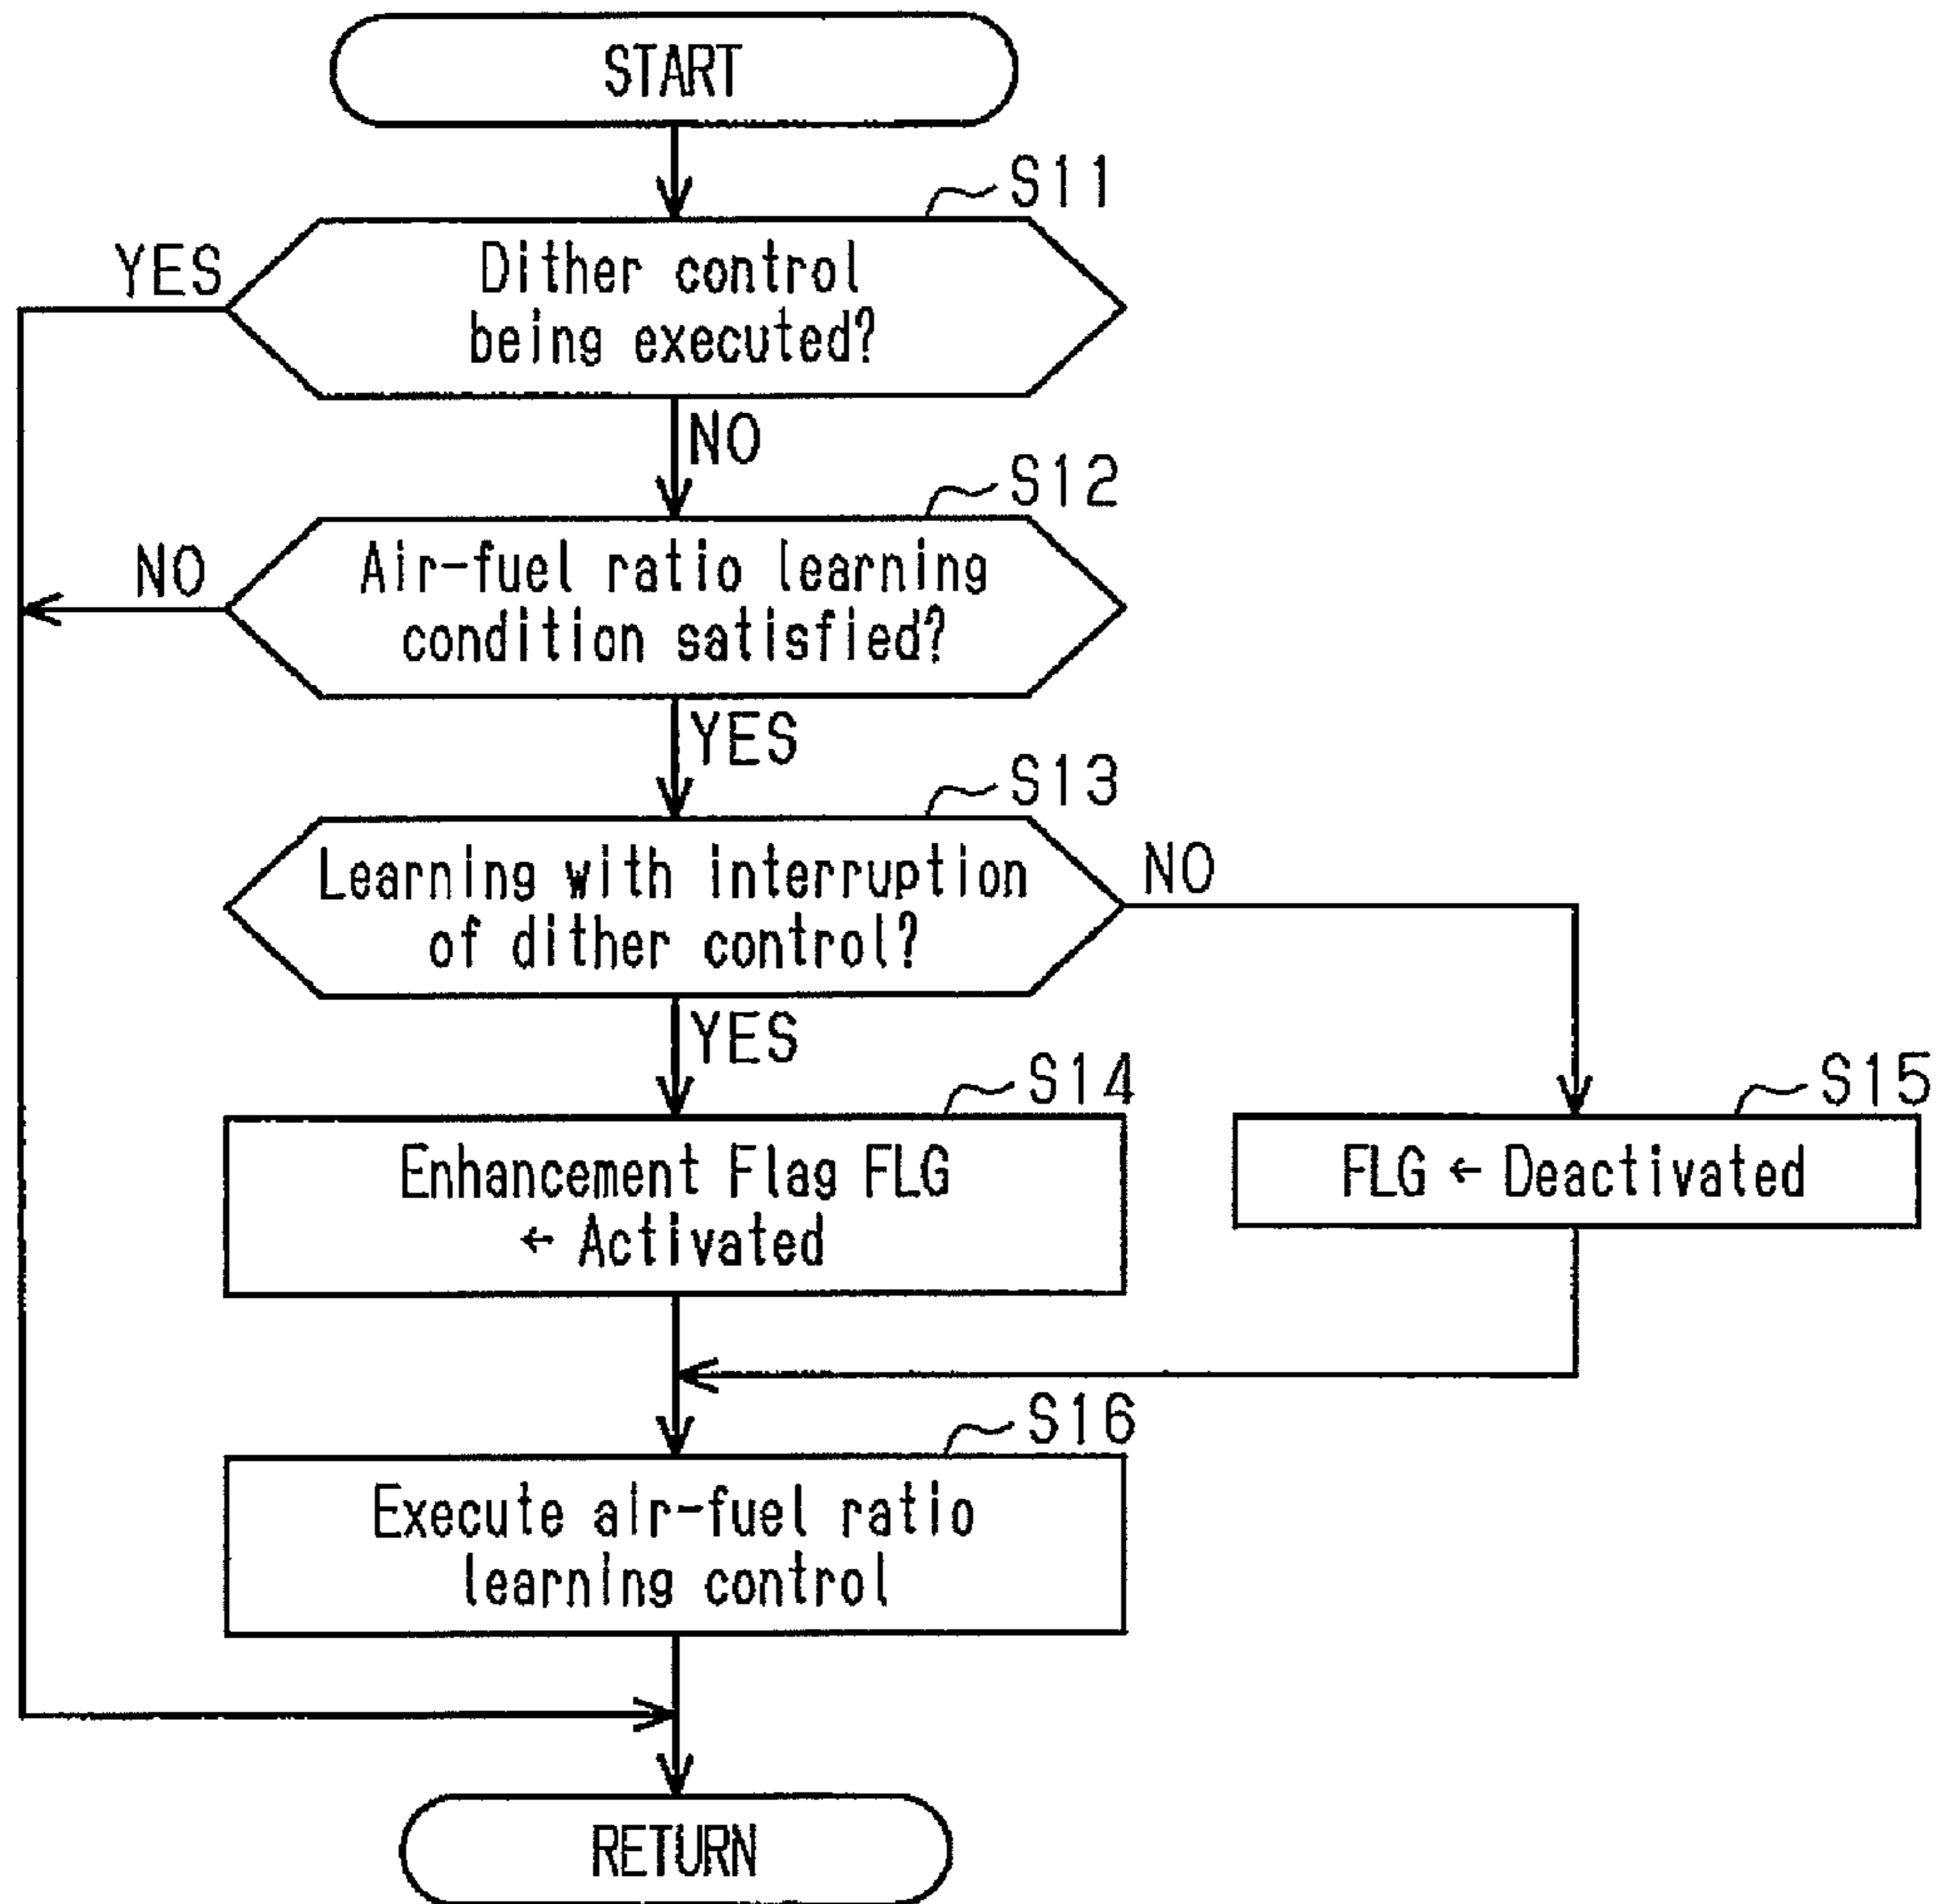 START
S11
YES
Dither control
being executed?
NO
S12
NO
Air-fuel ratio learning
condition satisfied?
YES
S13
Learning with interruption
of dither control?
NO
YES
S14
S15
Enhancement Flag FLG
← Activated
FLG ← Deactivated
S16
Execute air-fuel ratio
learning control
RETURN